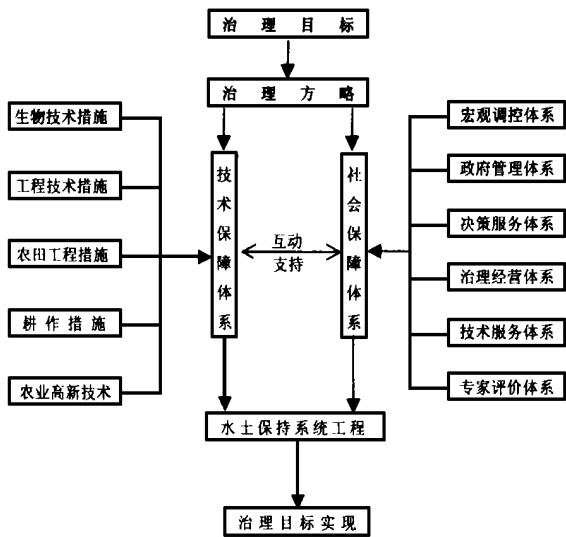 治理目标
治理方略
生物技术措施
工程技术措施
农田工程措施
耕作措施
农业高新技术
技术保障体系
互动
支持
社会保障体系
宏观调控体系
政府管理体系
决策服务体系
治理经营体系
技术服务体系
专家评价体系
水土保持系统工程
治理目标实现